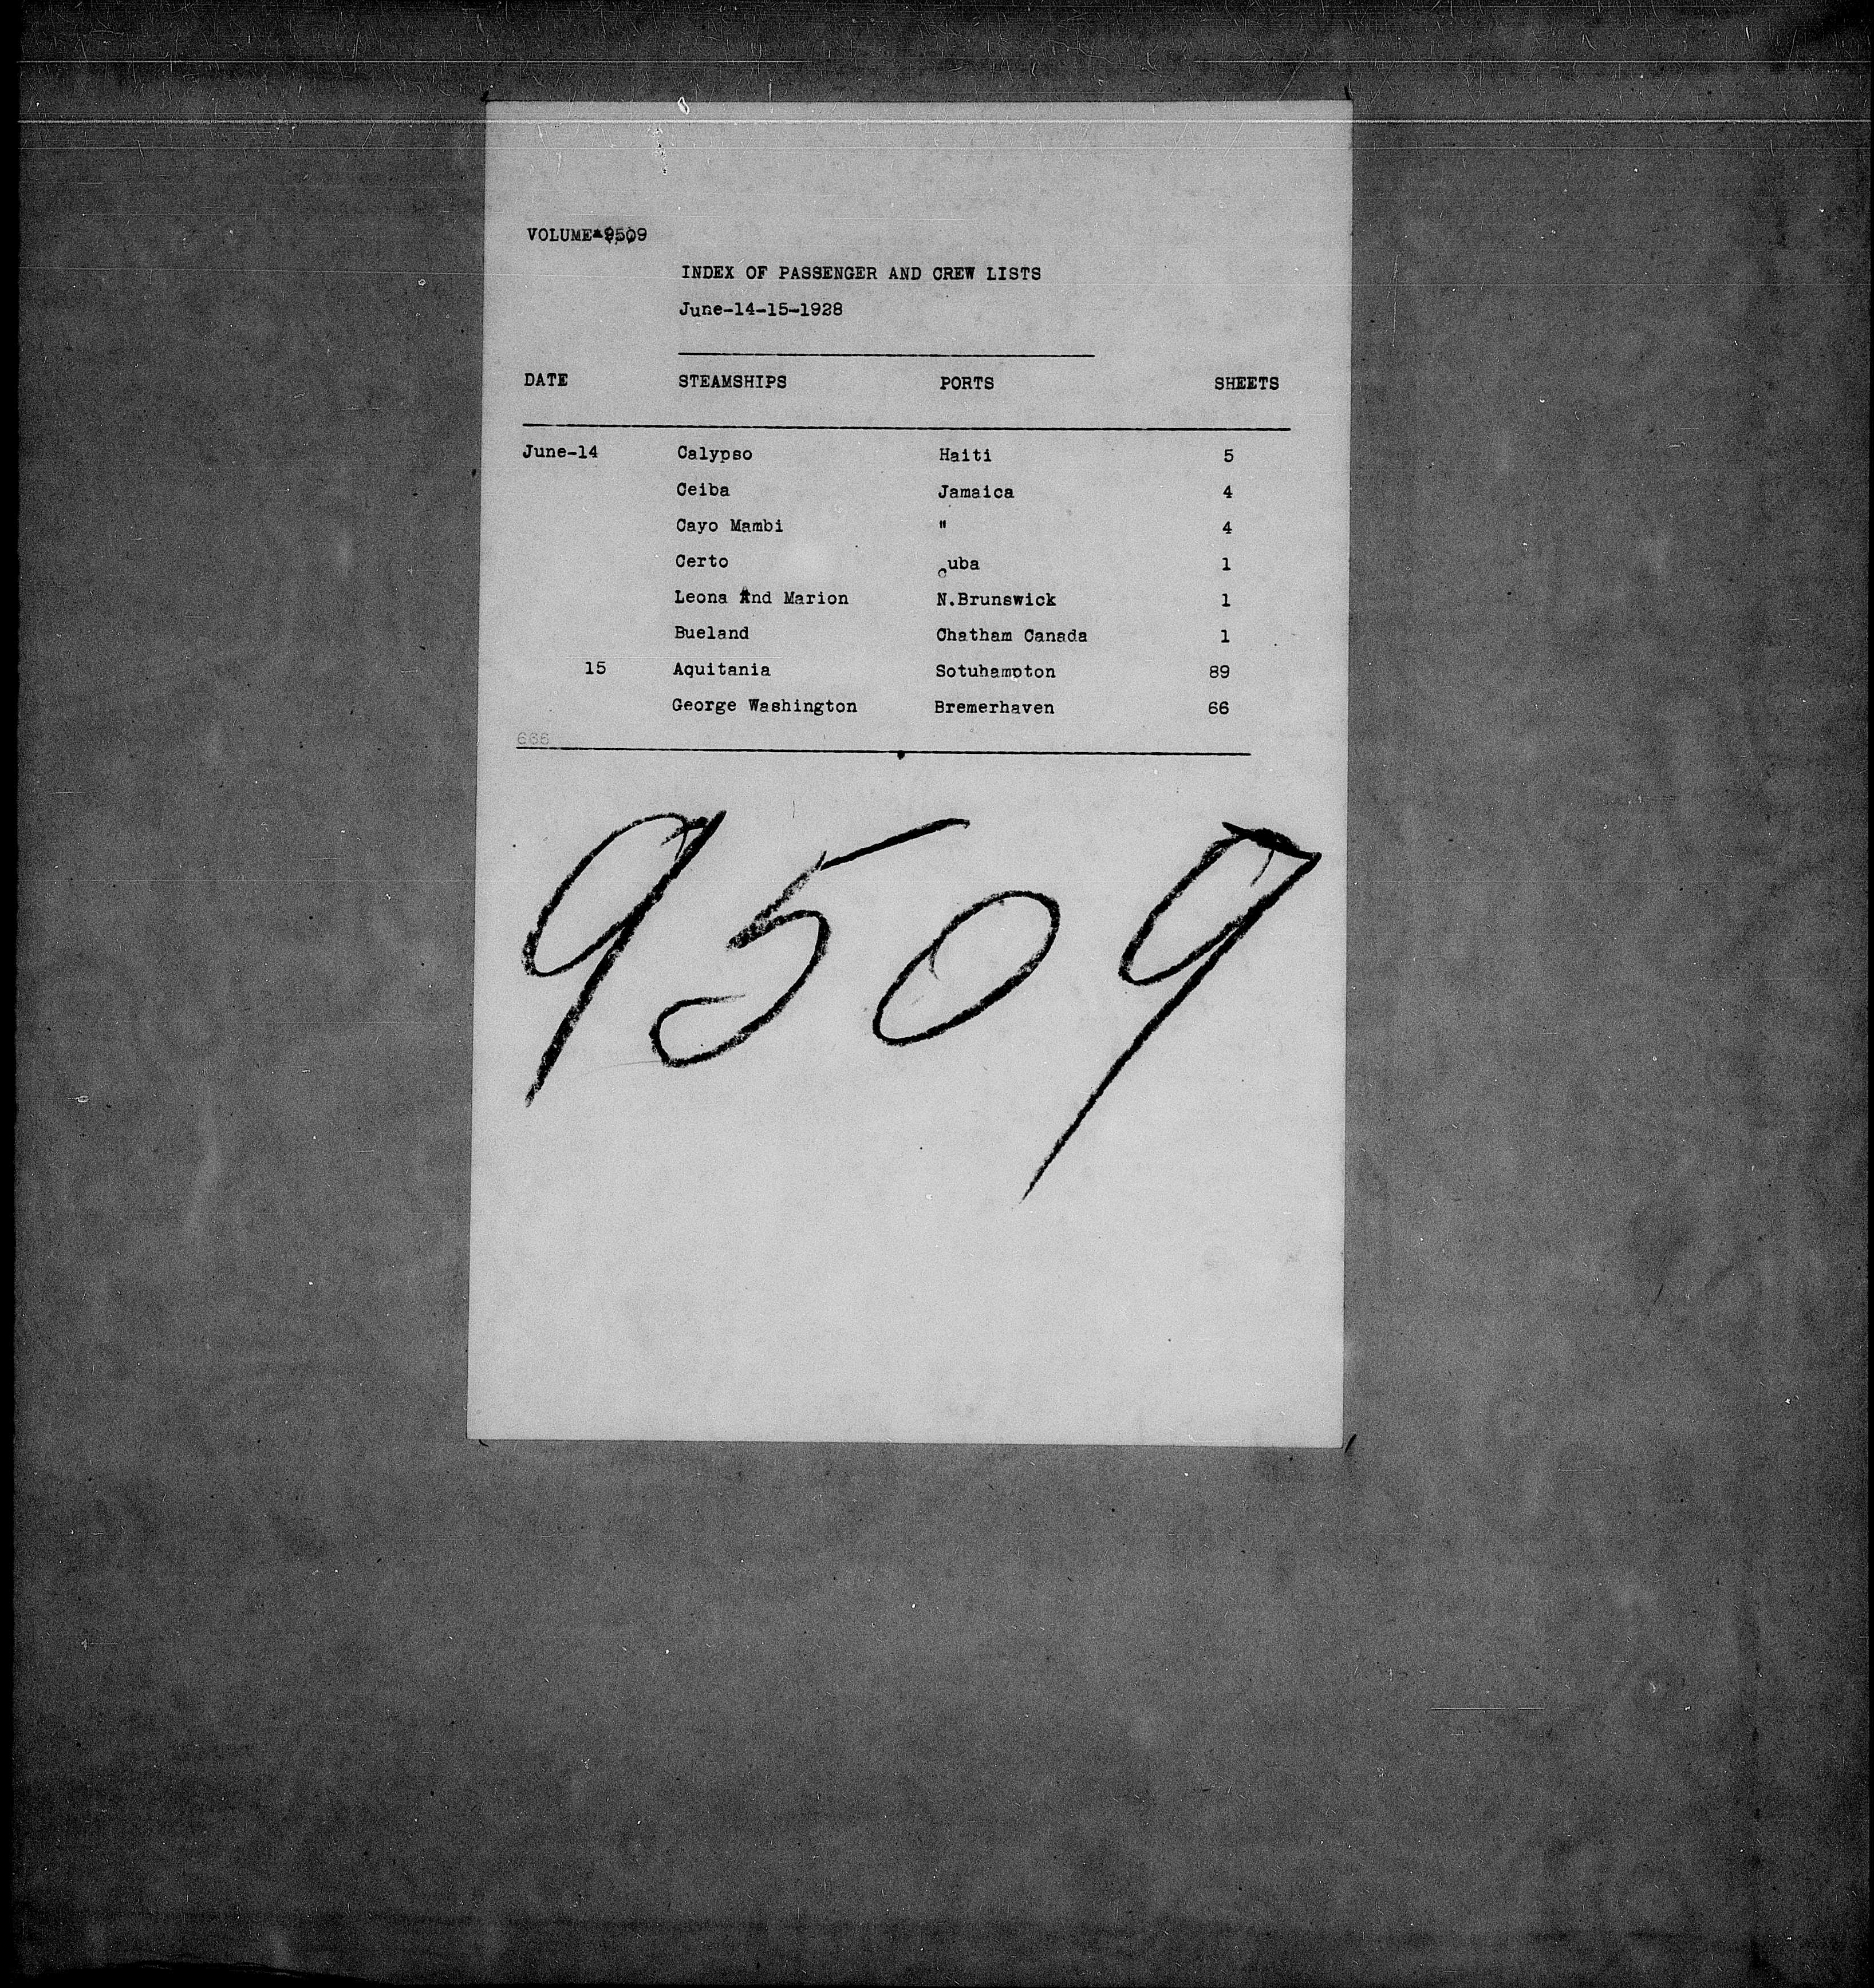 VOLUME-9509
INDEX OF PASSENGER AND CREW LISTS
June-14-15-1928
DATE STEAMSHIPS PORTS SHEETS
June-14 Calypso Haiti 5
Ceiba Jamaica 4
Cayo Mambi " 4
Certo Cuba 1
Leona And Marion N.Brunswick 1
Bueland Chatham Canada 1
15 Aquitania Sotuhampton 89
George Washington Bremerhaven 66
666
9509